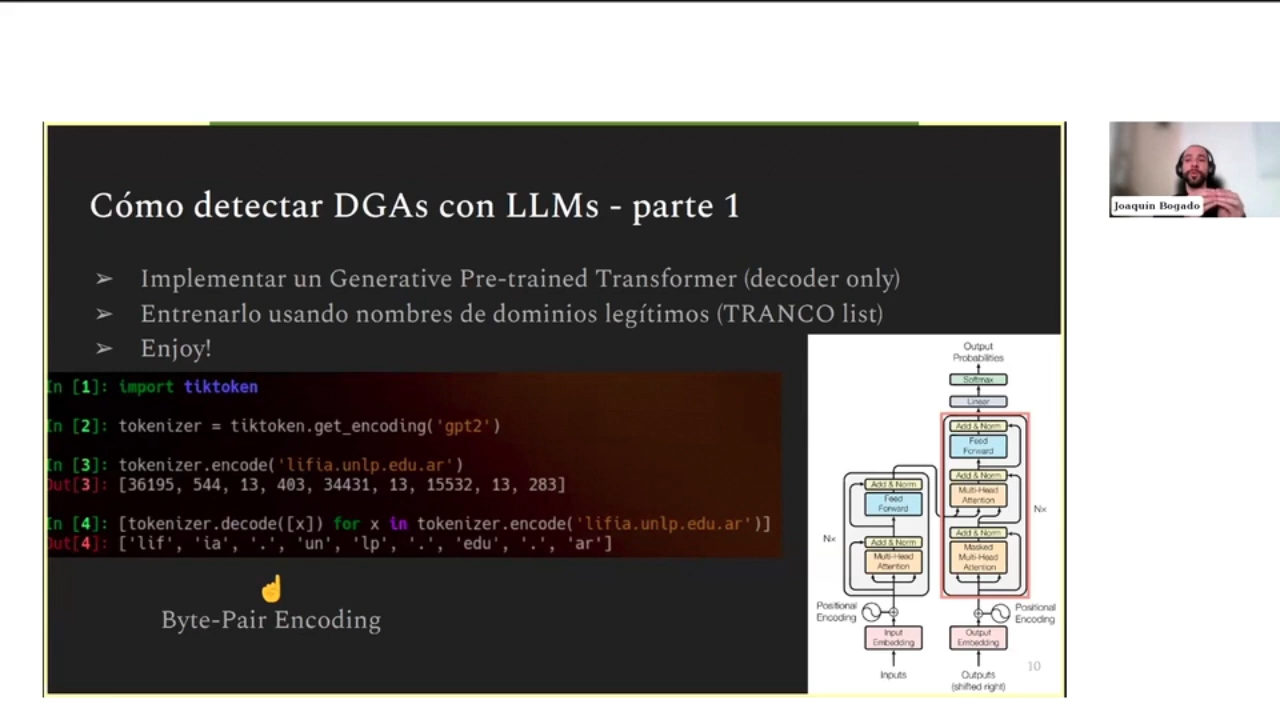 Cómo detectar DGAs con LLMs - parte 1
➢ Implementar un Generative Pre-trained Transformer (decoder only)
➢ Entrenarlo usando nombres de dominios legítimos (TRANCO list)
➢ Enjoy!
In [1]: import tiktoken
In [2]: tokenizer = tiktoken.get_encoding('gpt2')
In [3]: tokenizer.encode('lifia.unlp.edu.ar')
Out[3]: [36195, 544, 13, 403, 34431, 13, 15532, 13, 283]
In [4]: [tokenizer.decode([x]) for x in tokenizer.encode('lifia.unlp.edu.ar')]
Out[4]: ['lif', 'ia', '.', 'un', 'lp', '.', 'edu', '.', 'ar']
Byte-Pair Encoding
Output
Probabilities
Softmax
Linear
Add & Norm
Feed
Forward
Add & Norm
Multi-Head
Attention
Add & Norm
Masked
Multi-Head
Attention
Nx
Add & Norm
Feed
Forward
Add & Norm
Multi-Head
Attention
Nx
Positional
Encoding
Positional
Encoding
Input
Embedding
Output
Embedding
Inputs
Outputs
(shifted right)
10
Joaquín Bogado